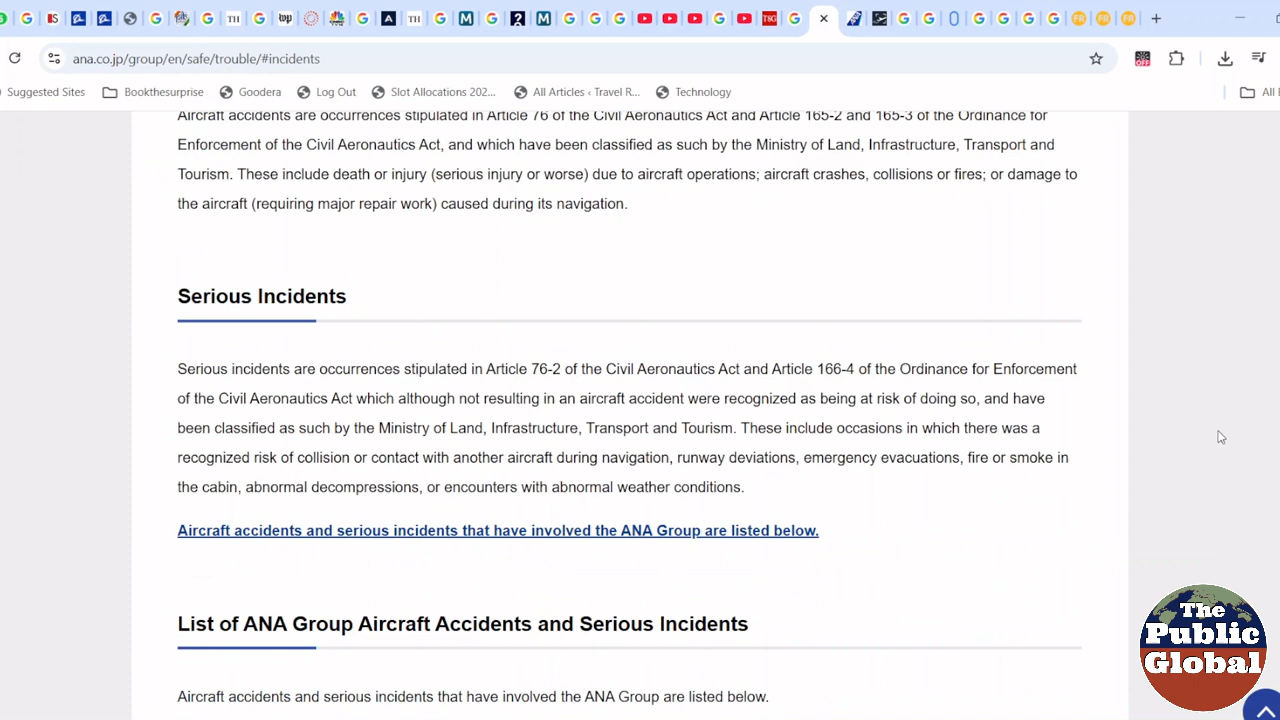 ana.co.jp/group/en/safe/trouble/#incidents
Suggested Sites
Bookthesurprise
Goodera
Log Out
Slot Allocations 202...
All Articles ‹ Travel R...
Technology
All
Aircraft accidents are occurrences stipulated in Article 76 of the Civil Aeronautics Act and Article 165-2 and 165-3 of the Ordinance for
Enforcement of the Civil Aeronautics Act, and which have been classified as such by the Ministry of Land, Infrastructure, Transport and
Tourism. These include death or injury (serious injury or worse) due to aircraft operations; aircraft crashes, collisions or fires; or damage to
the aircraft (requiring major repair work) caused during its navigation.
Serious Incidents
Serious incidents are occurrences stipulated in Article 76-2 of the Civil Aeronautics Act and Article 166-4 of the Ordinance for Enforcement
of the Civil Aeronautics Act which although not resulting in an aircraft accident were recognized as being at risk of doing so, and have
been classified as such by the Ministry of Land, Infrastructure, Transport and Tourism. These include occasions in which there was a
recognized risk of collision or contact with another aircraft during navigation, runway deviations, emergency evacuations, fire or smoke in
the cabin, abnormal decompressions, or encounters with abnormal weather conditions.
Aircraft accidents and serious incidents that have involved the ANA Group are listed below.
List of ANA Group Aircraft Accidents and Serious Incidents
Aircraft accidents and serious incidents that have involved the ANA Group are listed below.
The
Public
Global